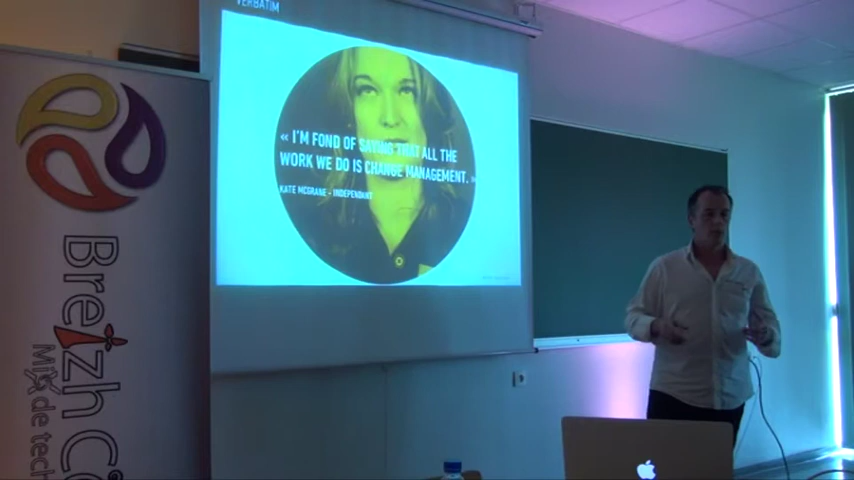 VERBATIM
« I'M FOND OF SAYING THAT ALL THE
WORK WE DO IS CHANGE MANAGEMENT. »
KATE MCGRANE - INDEPENDANT
BreizhC
Mix de tech